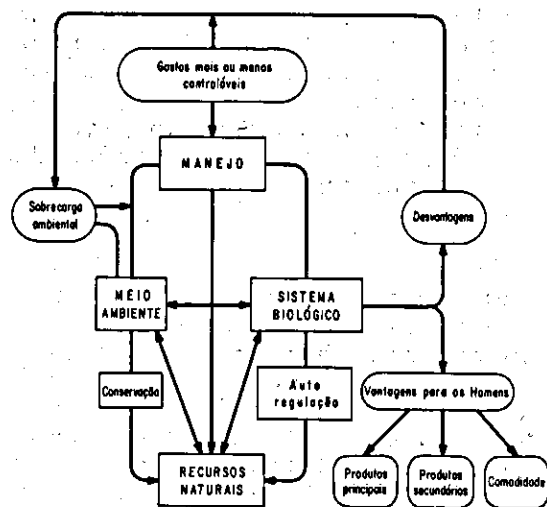 Gastos mais ou menos
controláveis
MANEJO
Sobrecarga
ambiental
Desvantagens
MEIO
AMBIENTE
SISTEMA
BIOLÓGICO
Conservação
Auto
regulação
Vantagens para os Homens
RECURSOS
NATURAIS
Produtos
principais
Produtos
secundários
Comodidade